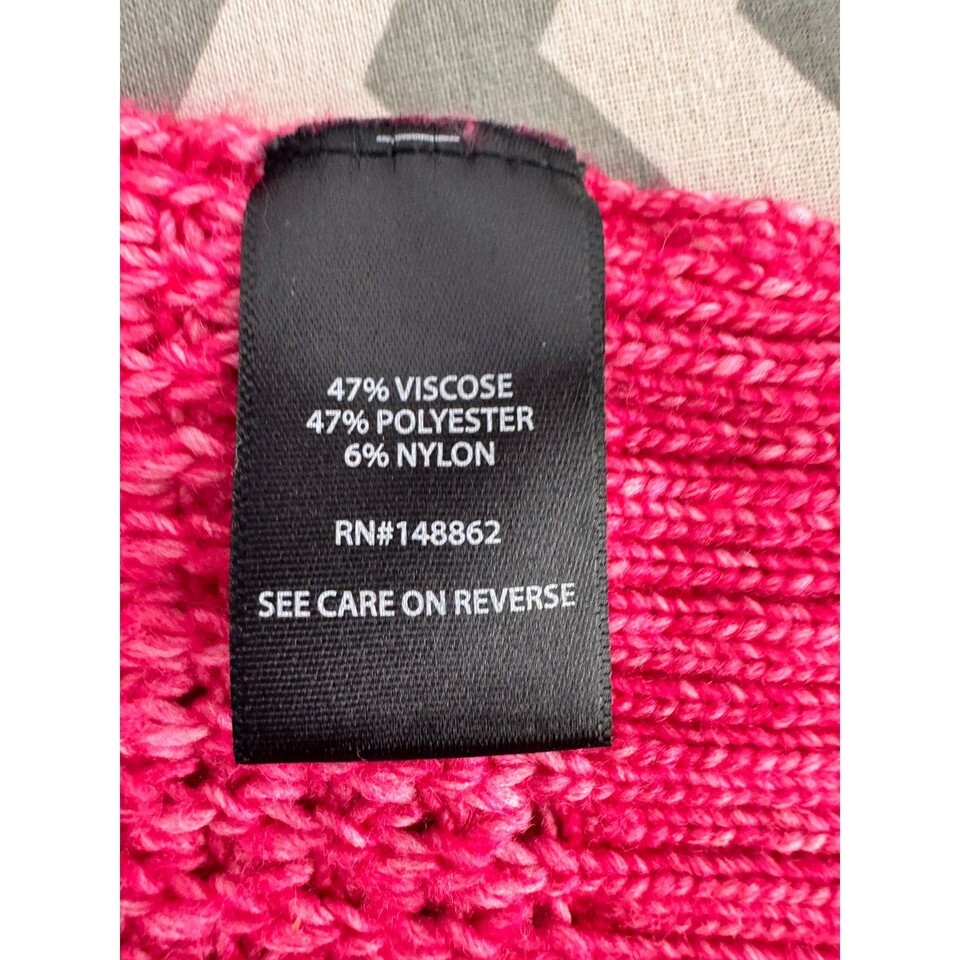 47% VISCOSE
47% POLYESTER
6% NYLON
RN#148862
SEE CARE ON REVERSE